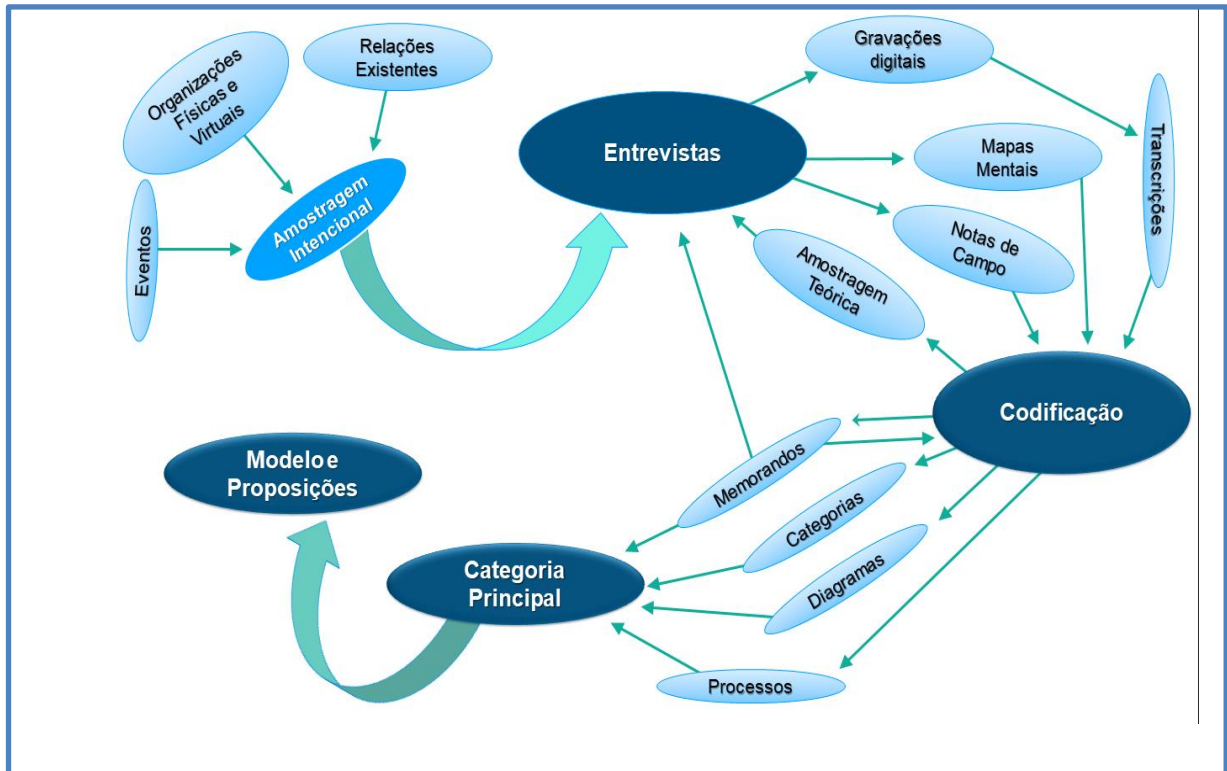 Organizações
Físicas e
Virtuais
Relações
Existentes
Eventos
Amostragem
Intencional
Entrevistas
Gravações
digitais
Transcrições
Mapas
Mentais
Notas de
Campo
Amostragem
Teórica
Codificação
Memorandos
Categorias
Diagramas
Processos
Categoria
Principal
Modelo e
Proposições